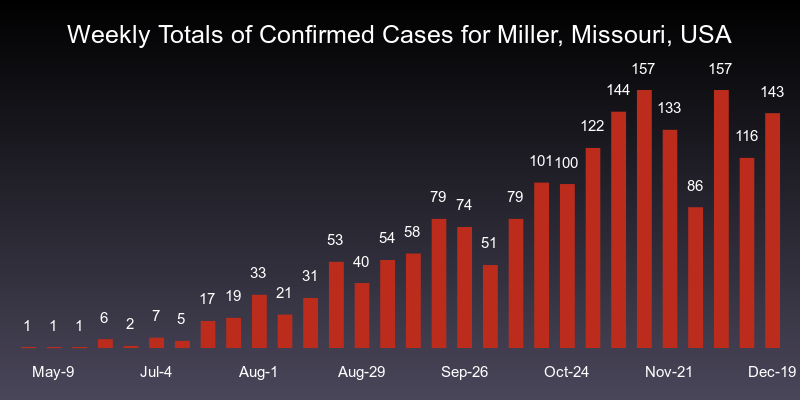 Weekly Totals of Confirmed Cases for Miller, Missouri, USA
1 1 1 6 2 7 5 17 19 33 21 31 53 40 54 58 79 74 51 79 101 100 122 144 157 133 86 157 116 143
May-9 Jul-4 Aug-1 Aug-29 Sep-26 Oct-24 Nov-21 Dec-19